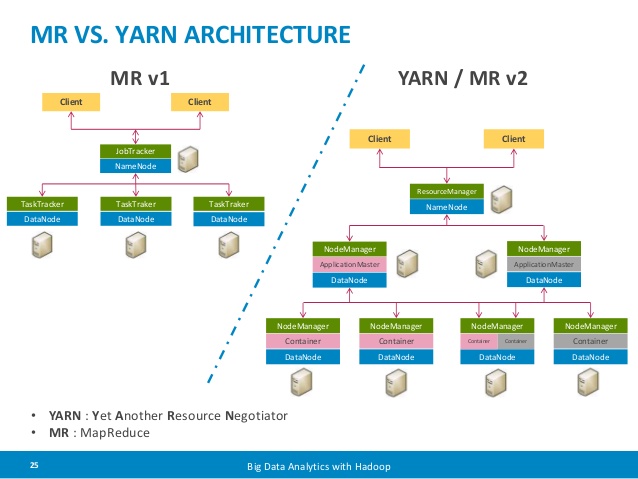 MR VS. YARN ARCHITECTURE
MR v1
Client Client
JobTracker
NameNode
TaskTracker TaskTraker TaskTraker
DataNode DataNode DataNode
YARN / MR v2
Client Client
ResourceManager
NameNode
NodeManager NodeManager
ApplicationMaster ApplicationMaster
DataNode DataNode
NodeManager NodeManager NodeManager NodeManager
Container Container Container Container Container
DataNode DataNode DataNode DataNode
• YARN : Yet Another Resource Negotiator
• MR : MapReduce
25 Big Data Analytics with Hadoop